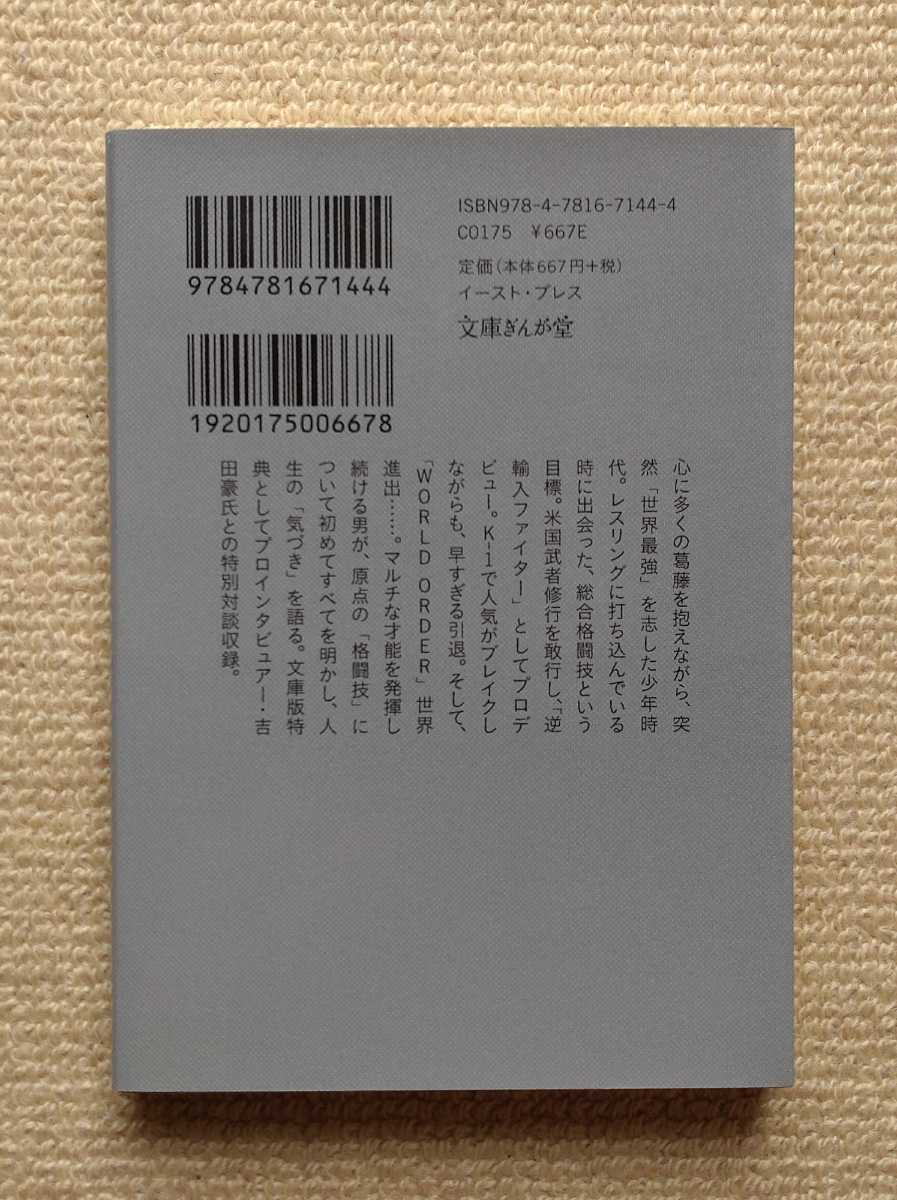 9784781671444
1920175006678
ISBN978-4-7816-7144-4
C0175 ¥667E
定価（本体667円+税）
イースト・プレス
文庫ぎんが堂
心に多くの葛藤を抱えながら、突
然「世界最強」を志した少年時
代。レスリングに打ち込んでいる
時に出会った、総合格闘技という
目標。米国武者修行を敢行し、「逆
輸入ファイター」としてプロデ
ビュー。K-1で人気がブレイクし
ながらも、早すぎる引退。そして、
「WORLD ORDER」世界
進出……。マルチな才能を発揮し
続ける男が、原点の「格闘技」に
ついて初めてすべてを明かし、人
生の「気づき」を語る。文庫版特
典としてプロインタビュアー・吉
田豪氏との特別対談収録。